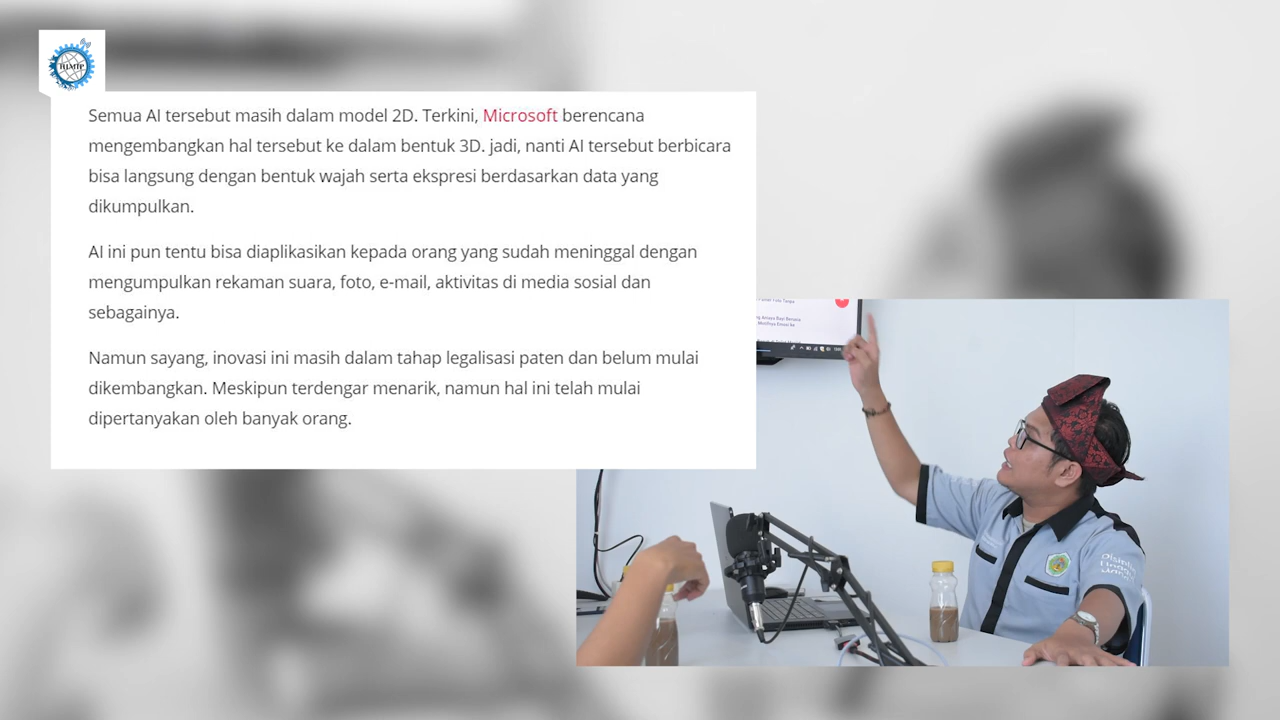 HIMIP
Semua AI tersebut masih dalam model 2D. Terkini, Microsoft berencana
mengembangkan hal tersebut ke dalam bentuk 3D. jadi, nanti AI tersebut berbicara
bisa langsung dengan bentuk wajah serta ekspresi berdasarkan data yang
dikumpulkan.
AI ini pun tentu bisa diaplikasikan kepada orang yang sudah meninggal dengan
mengumpulkan rekaman suara, foto, e-mail, aktivitas di media sosial dan
sebagainya.
Namun sayang, inovasi ini masih dalam tahap legalisasi paten dan belum mulai
dikembangkan. Meskipun terdengar menarik, namun hal ini telah mulai
dipertanyakan oleh banyak orang.